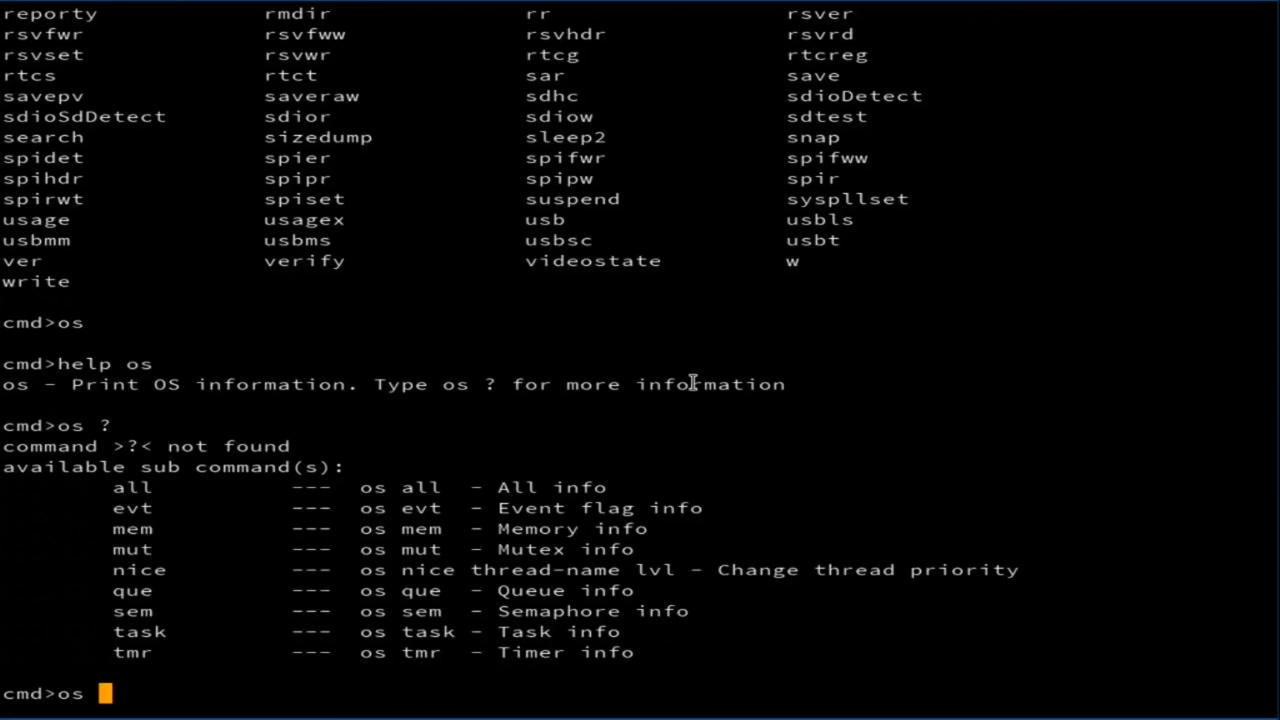 reporty rmdir rr rsver
rsvfwr rsvfww rsvhdr rsvrd
rsvset rsvwr rtcg rtcreg
rtcs rtct sar save
savepv saveraw sdhc sdioDetect
sdioSdDetect sdior sdiow sdtest
search sizedump sleep2 snap
spidet spier spifwr spifww
spihdr spipr spipw spir
spirwt spiset suspend syspllset
usage usagex usb usbls
usbmm usbms usbsc usbt
ver verify videostate w
write
cmd>os
cmd>help os
os - Print OS information. Type os ? for more information
cmd>os ?
command >?< not found
available sub command(s):
all --- os all - All info
evt --- os evt - Event flag info
mem --- os mem - Memory info
mut --- os mut - Mutex info
nice --- os nice thread-name lvl - Change thread priority
que --- os que - Queue info
sem --- os sem - Semaphore info
task --- os task - Task info
tmr --- os tmr - Timer info
cmd>os